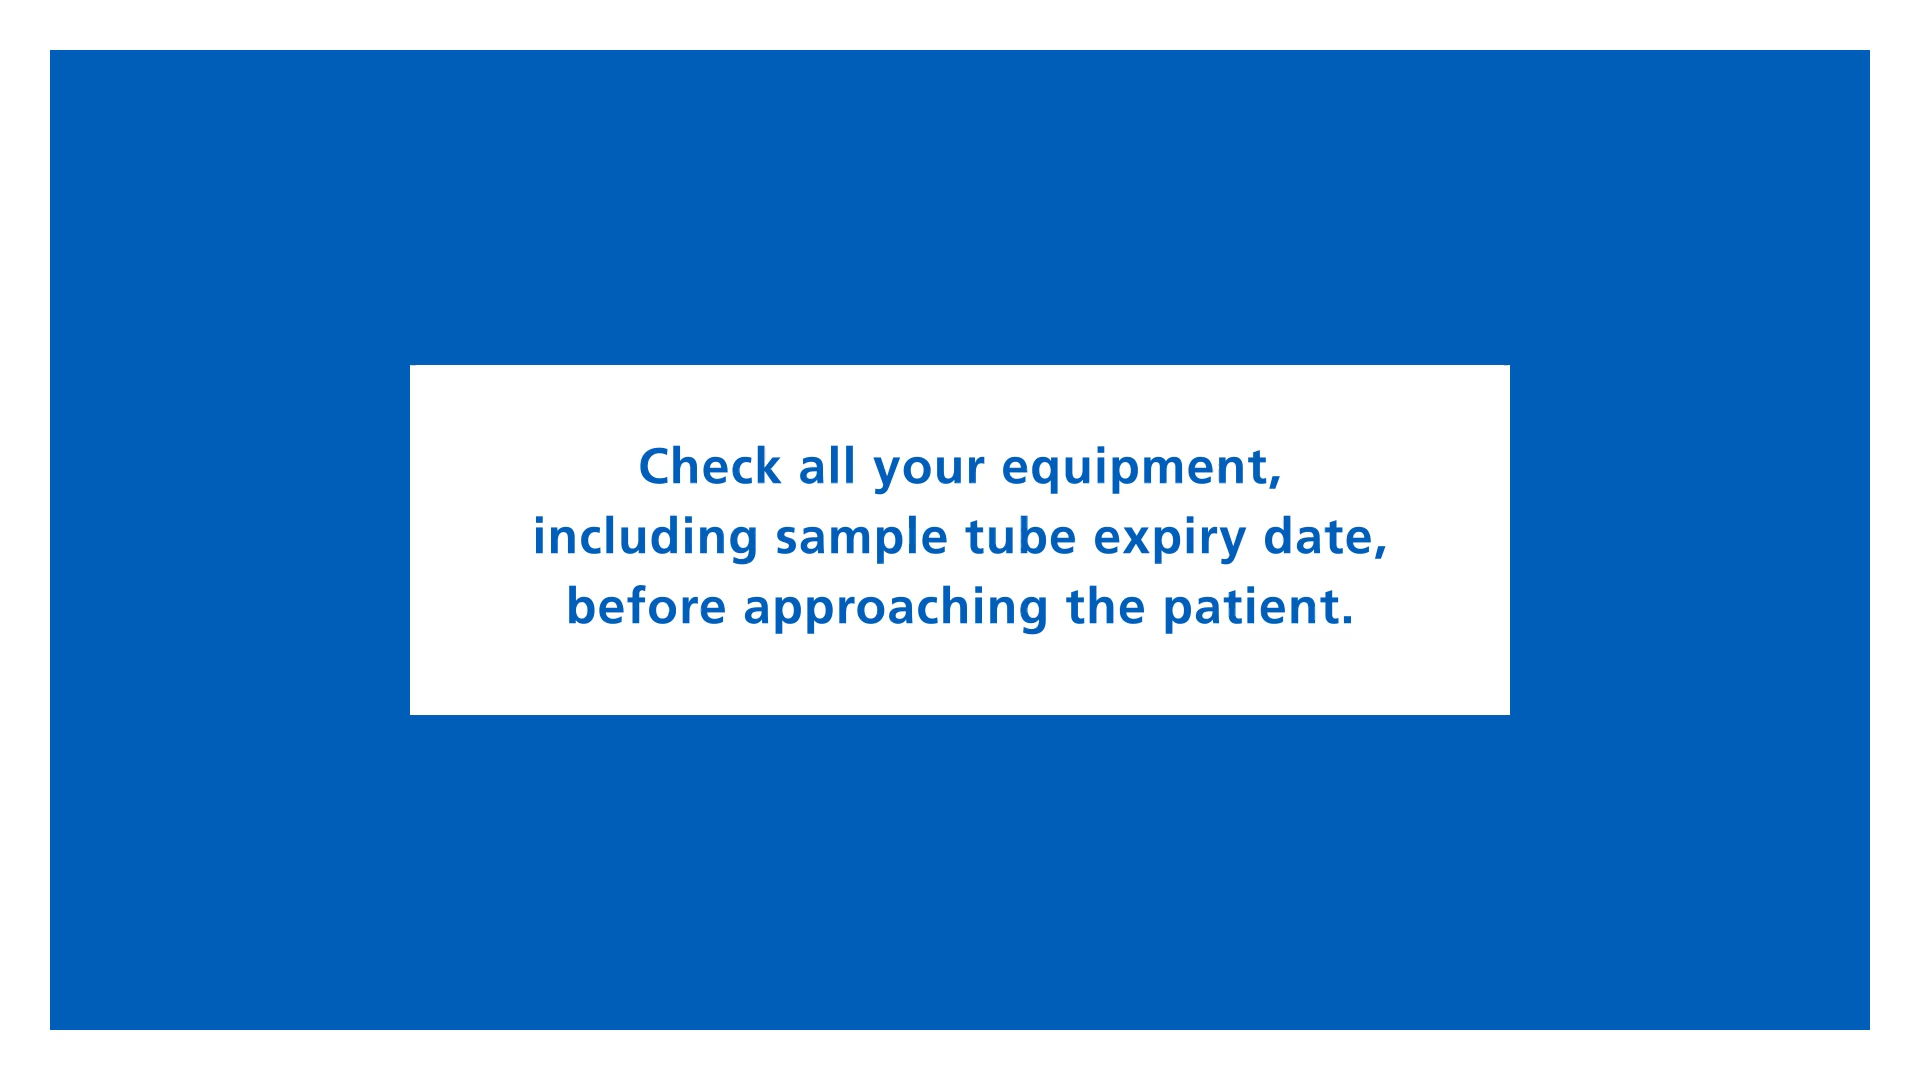 Check all your equipment,
including sample tube expiry date,
before approaching the patient.